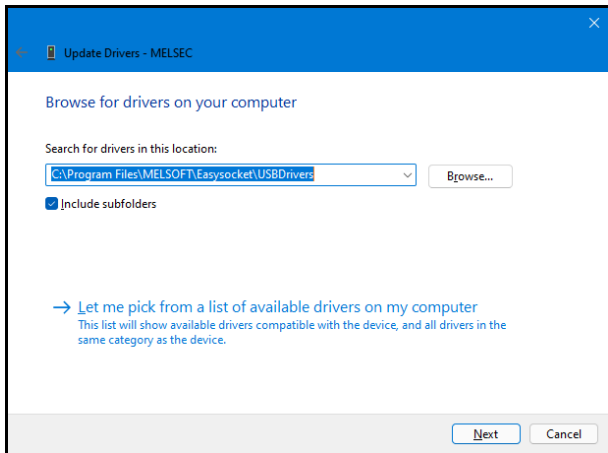 Update Drivers - MELSEC
Browse for drivers on your computer
Search for drivers in this location:
C:\Program Files\MELSOFT\Easysocket\USBDrivers
Browse...
Include subfolders
Let me pick from a list of available drivers on my computer
This list will show available drivers compatible with the device, and all drivers in the
same category as the device.
Next
Cancel